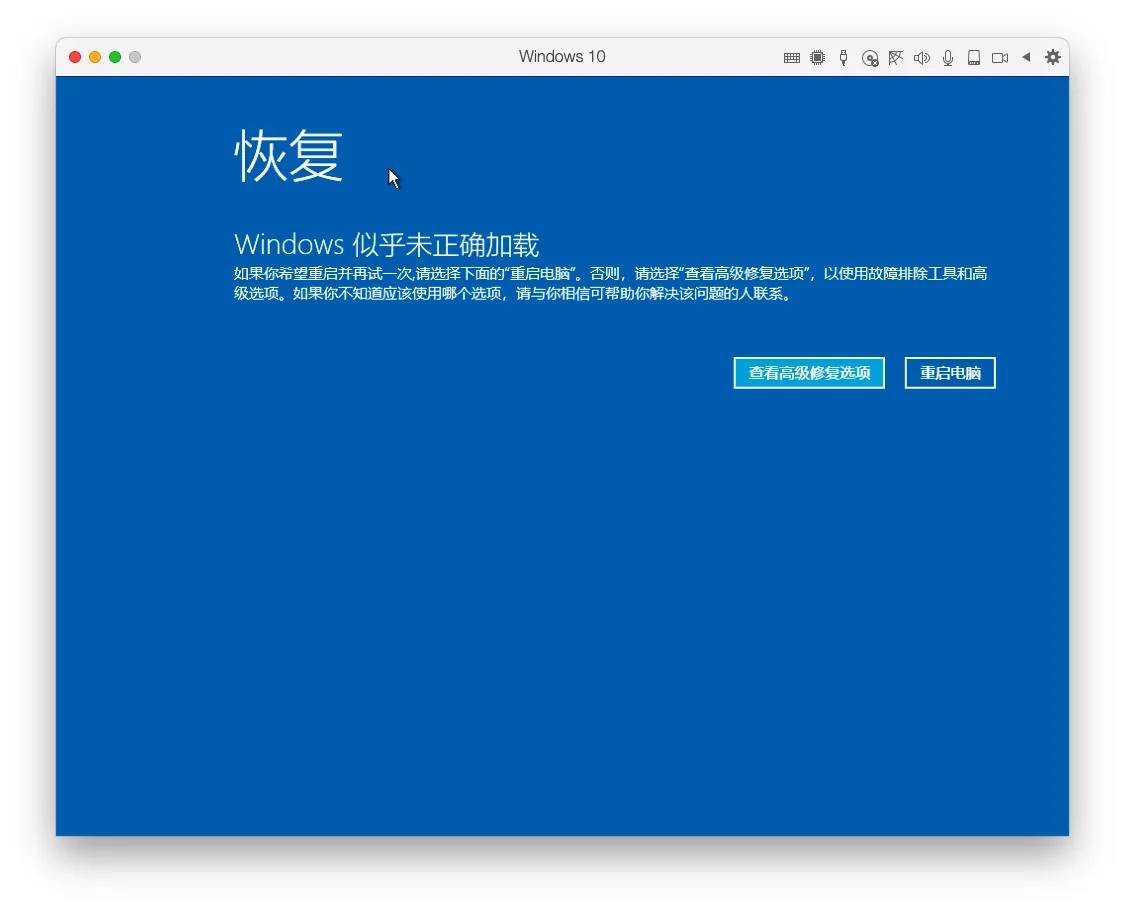 Windows 10
恢复
Windows 似乎未正确加载
如果你希望重启并再试一次,请选择下面的“重启电脑”。否则，请选择“查看高级修复选项”，以使用故障排除工具和高
级选项。如果你不知道应该使用哪个选项，请与你相信可帮助你解决该问题的人联系。
查看高级修复选项 重启电脑